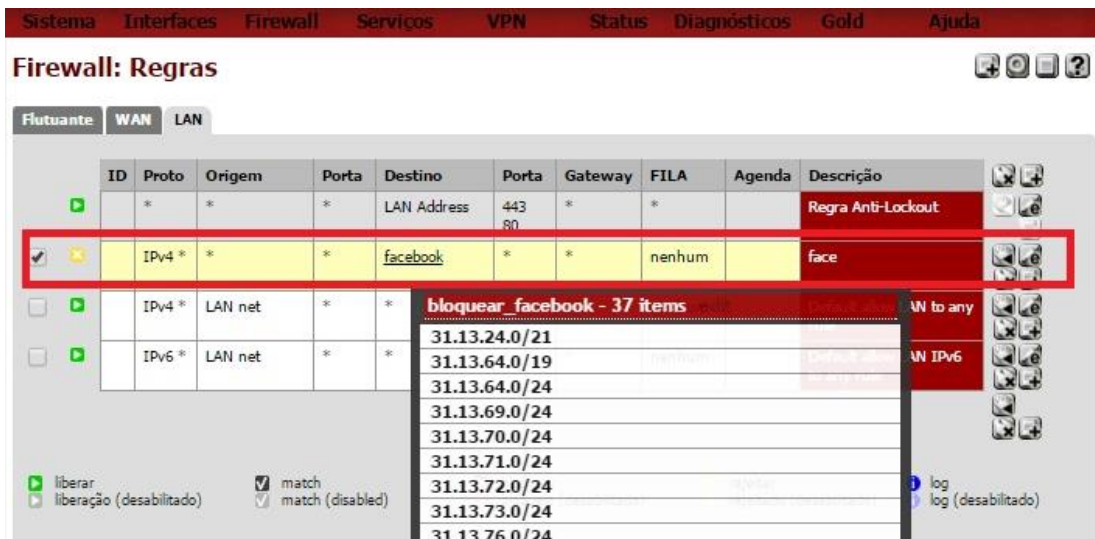 Sistema Interfaces Firewall Serviços VPN Status Diagnósticos Gold Ajuda
Firewall: Regras
Flutuante WAN LAN
ID Proto Origem Porta Destino Porta Gateway FILA Agenda Descrição
* * * LAN Address 443 * * Regra Anti-Lockout
80
IPv4 * * * facebook * * nenhum face
IPv4 * LAN net * * LAN to any
IPv6 * LAN net * * * nenhum Default allow LAN IPv6
bloquear_facebook - 37 items
31.13.24.0/21
31.13.64.0/19
31.13.64.0/24
31.13.69.0/24
31.13.70.0/24
31.13.71.0/24
31.13.72.0/24
31.13.73.0/24
31.13.76.0/24
liberar match log
liberação (desabilitado) match (disabled) log (desabilitado)